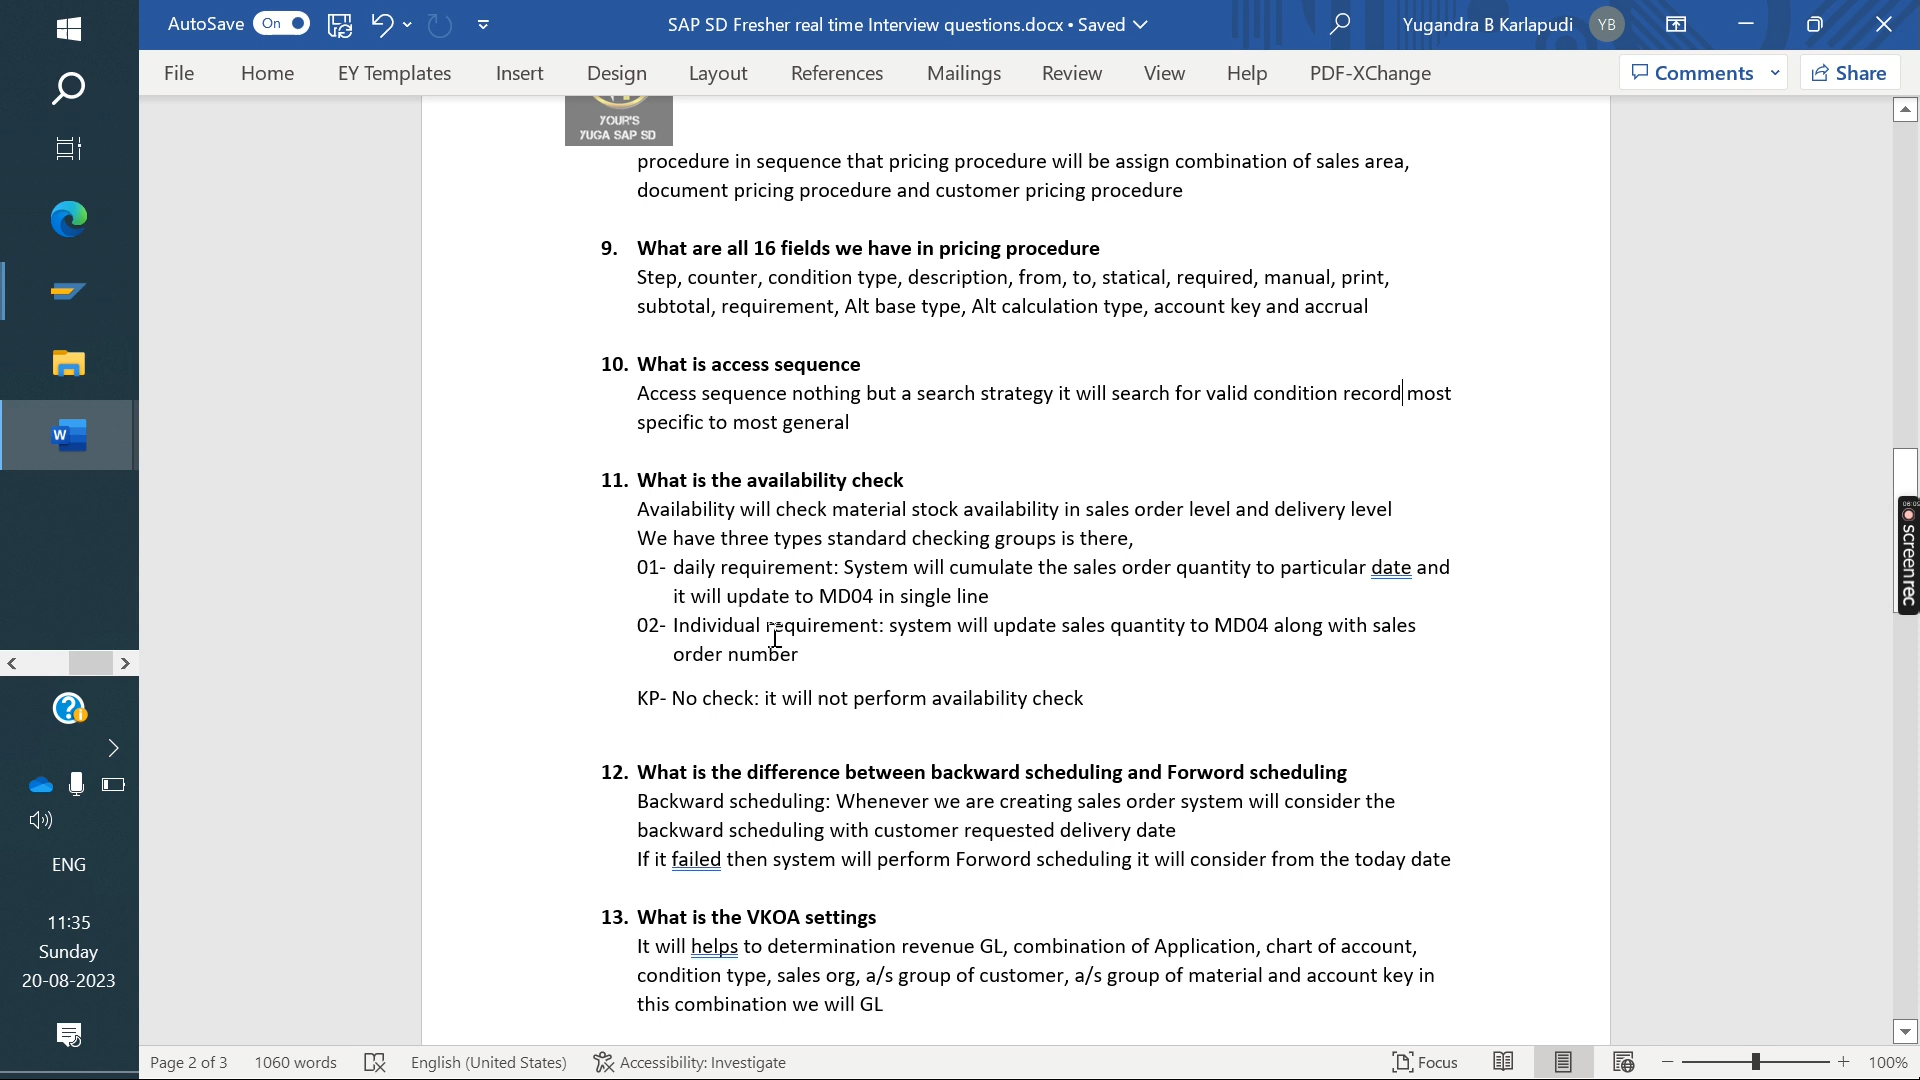 AutoSave On SAP SD Fresher real time Interview questions.docx • Saved Yugandra B Karlapudi YB
File Home EY Templates Insert Design Layout References Mailings Review View Help PDF-XChange Comments Share
YOUR'S
YUGA SAP SD
procedure in sequence that pricing procedure will be assign combination of sales area,
document pricing procedure and customer pricing procedure
9. What are all 16 fields we have in pricing procedure
Step, counter, condition type, description, from, to, statical, required, manual, print,
subtotal, requirement, Alt base type, Alt calculation type, account key and accrual
10. What is access sequence
Access sequence nothing but a search strategy it will search for valid condition record most
specific to most general
11. What is the availability check
Availability will check material stock availability in sales order level and delivery level
We have three types standard checking groups is there,
01- daily requirement: System will cumulate the sales order quantity to particular date and
it will update to MD04 in single line
02- Individual requirement: system will update sales quantity to MD04 along with sales
order number
KP- No check: it will not perform availability check
12. What is the difference between backward scheduling and Forword scheduling
Backward scheduling: Whenever we are creating sales order system will consider the
backward scheduling with customer requested delivery date
If it failed then system will perform Forword scheduling it will consider from the today date
13. What is the VKOA settings
It will helps to determination revenue GL, combination of Application, chart of account,
condition type, sales org, a/s group of customer, a/s group of material and account key in
this combination we will GL
W
ENG
11:35
Sunday
20-08-2023
screenrec
Page 2 of 3 1060 words English (United States) Accessibility: Investigate Focus 100%